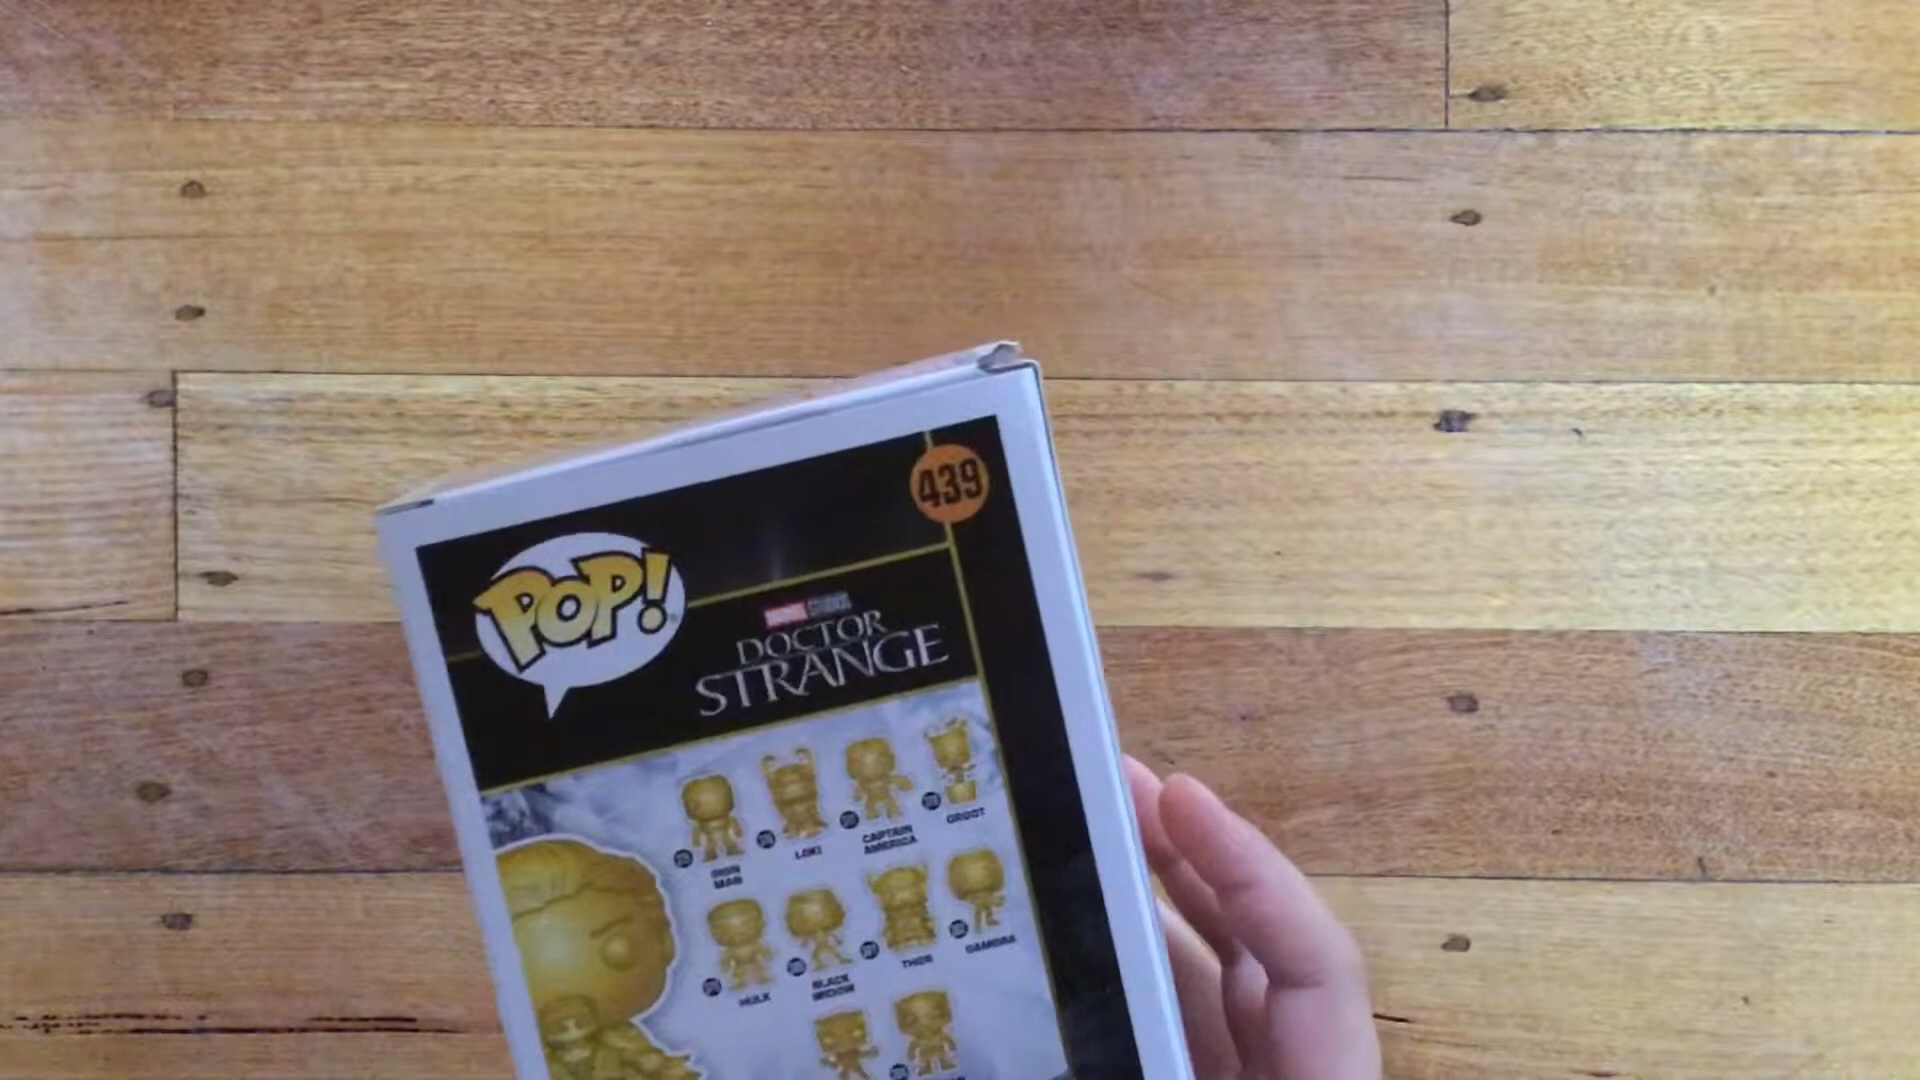 439
POP!
MARVEL STUDIOS
DOCTOR
STRANGE
IRON
MAN
LOKI
CAPTAIN
AMERICA
GROOT
HULK
BLACK
WIDOW
THOR
GAMORA